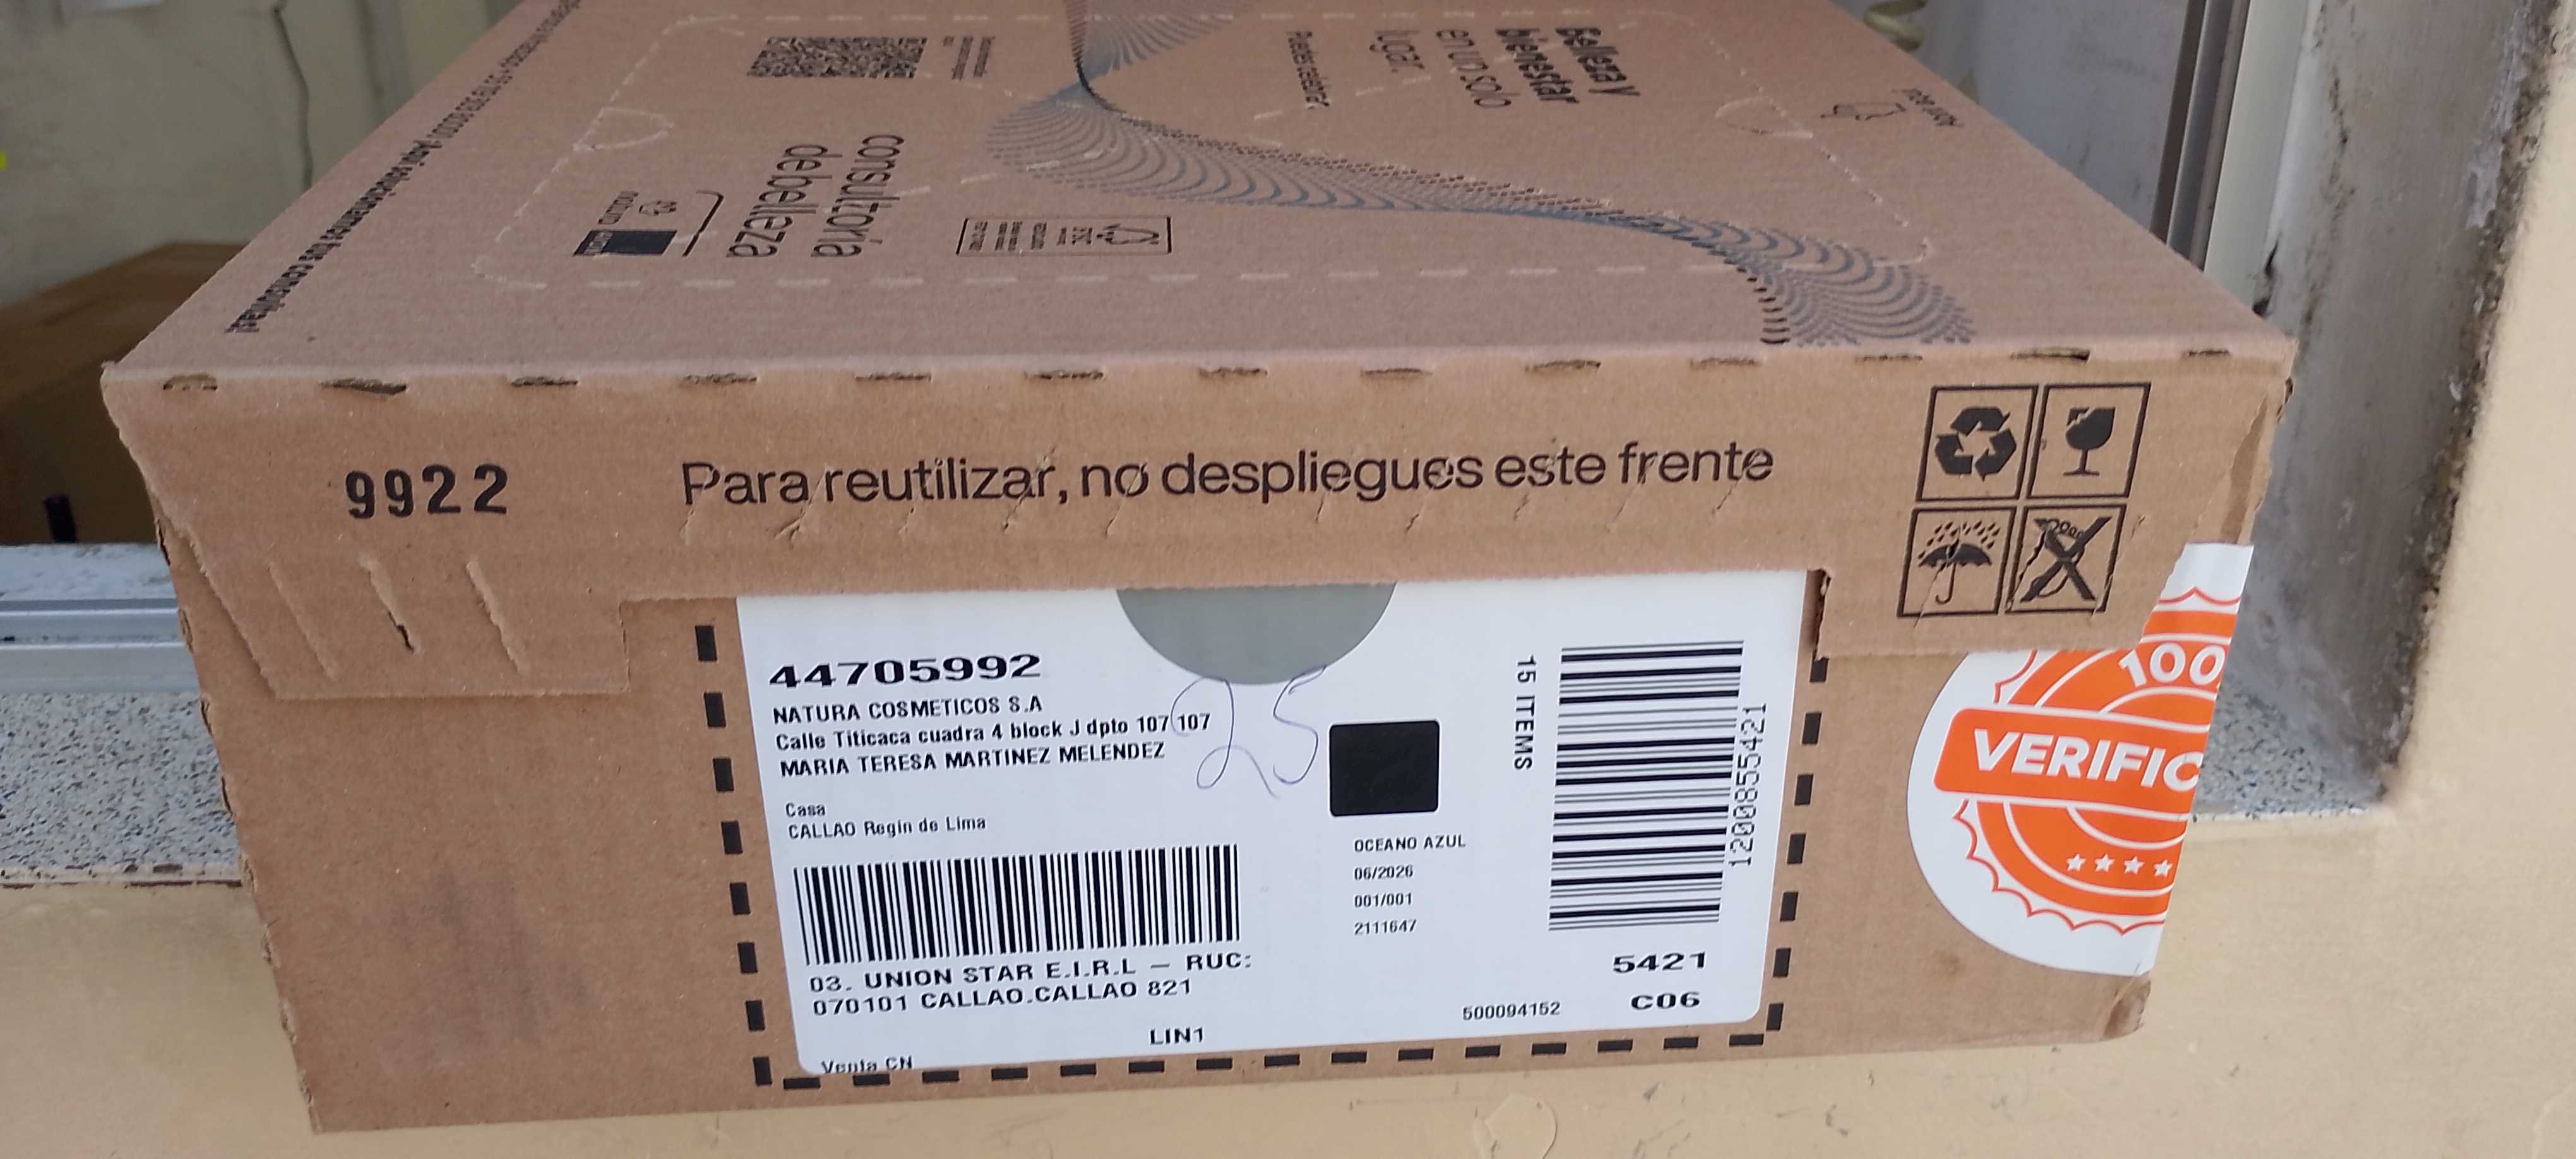 Belleza y
bienestar
en un solo
lugar.
consultoría
de belleza
natura
9922
Para reutilizar, no despliegues este frente
44705992
NATURA COSMETICOS S.A
Calle Titicaca cuadra 4 block J dpto 107 107
MARIA TERESA MARTINEZ MELENDEZ
25
Casa
CALLAO Regin de Lima
15 ITEMS
12008555421
OCEANO AZUL
06/2026
001/001
2111647
03. UNION STAR E.I.R.L – RUC:
070101 CALLAO.CALLAO 821
5421
500094152
C06
LIN1
Venta CN
100
VERIFIC